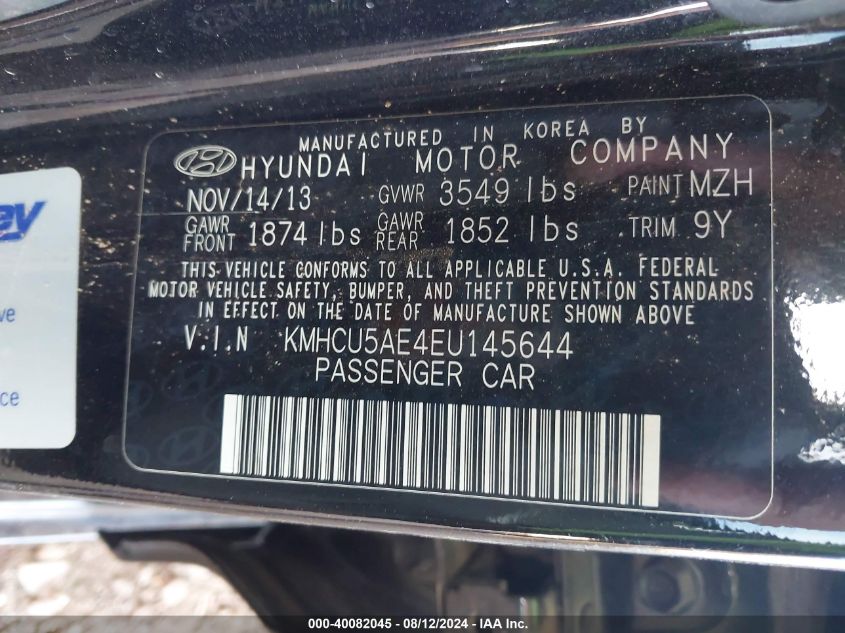 MANUFACTURED IN KOREA BY
HYUNDAI MOTOR COMPANY
NOV/14/13 GVWR 3549 lbs PAINT MZH
GAWR FRONT 1874 lbs GAWR REAR 1852 lbs TRIM 9Y
THIS VEHICLE CONFORMS TO ALL APPLICABLE U.S.A. FEDERAL
MOTOR VEHICLE SAFETY, BUMPER, AND THEFT PREVENTION STANDARDS
IN EFFECT ON THE DATE OF MANUFACTURE SHOWN ABOVE
V.I.N KMHCU5AE4EU145644
PASSENGER CAR
000-40082045 - 08/12/2024 - IAA Inc.